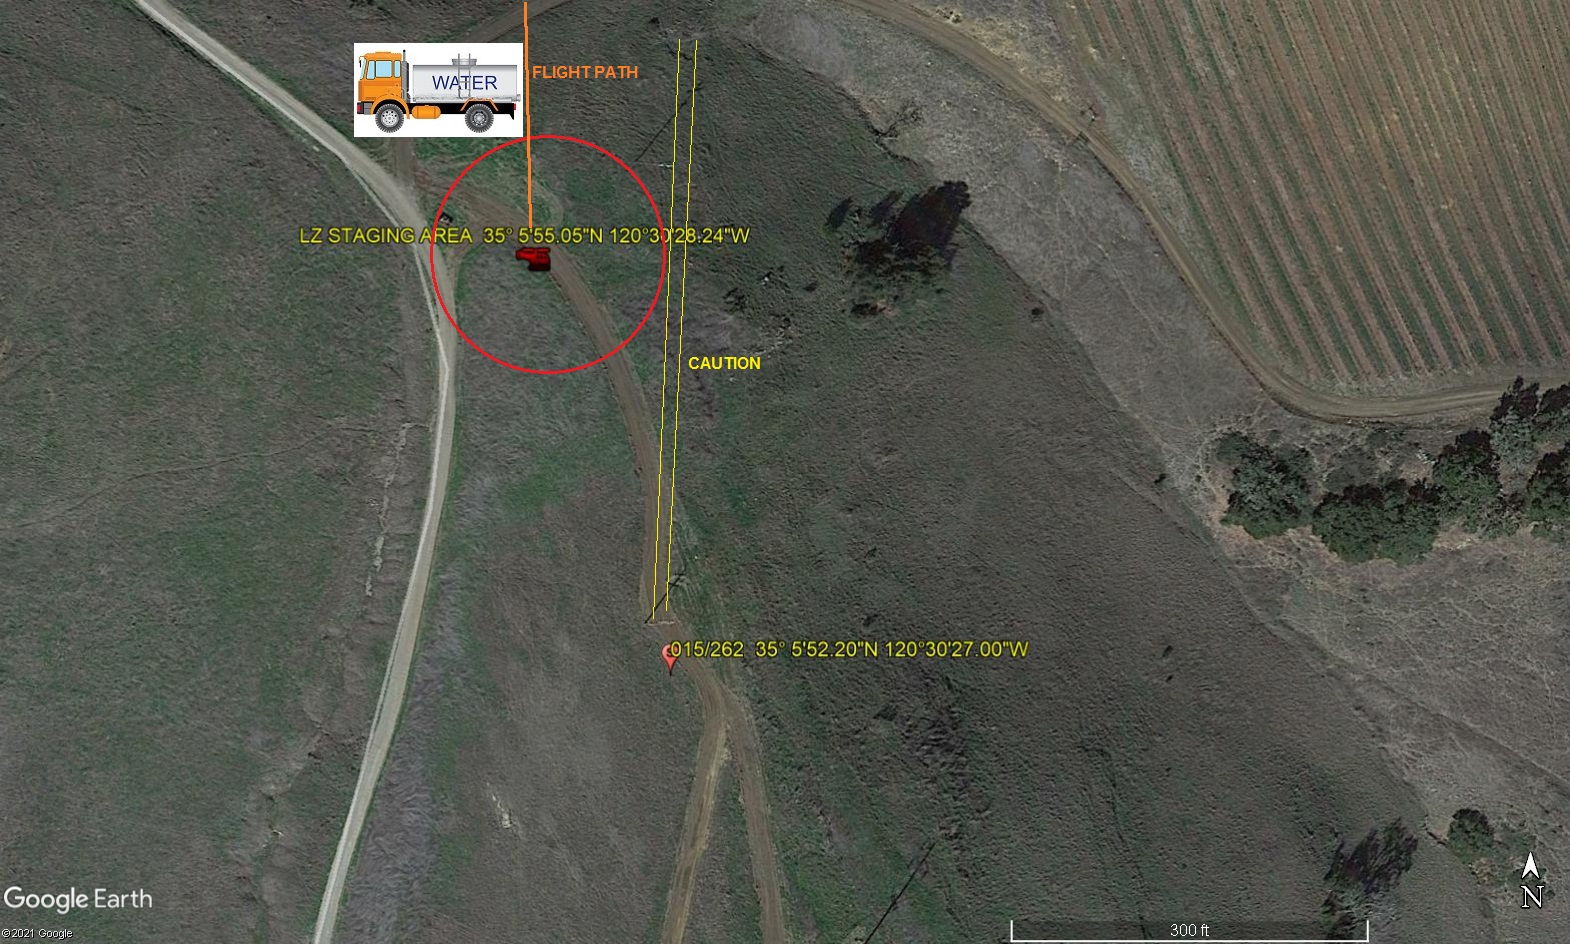 FLIGHT PATH
WATER
LZ STAGING AREA 35° 5'55.05"N 120°30'28.24"W
CAUTION
015/262 35° 5'52.20"N 120°30'27.00"W
Google Earth
©2021 Google
300 ft
N